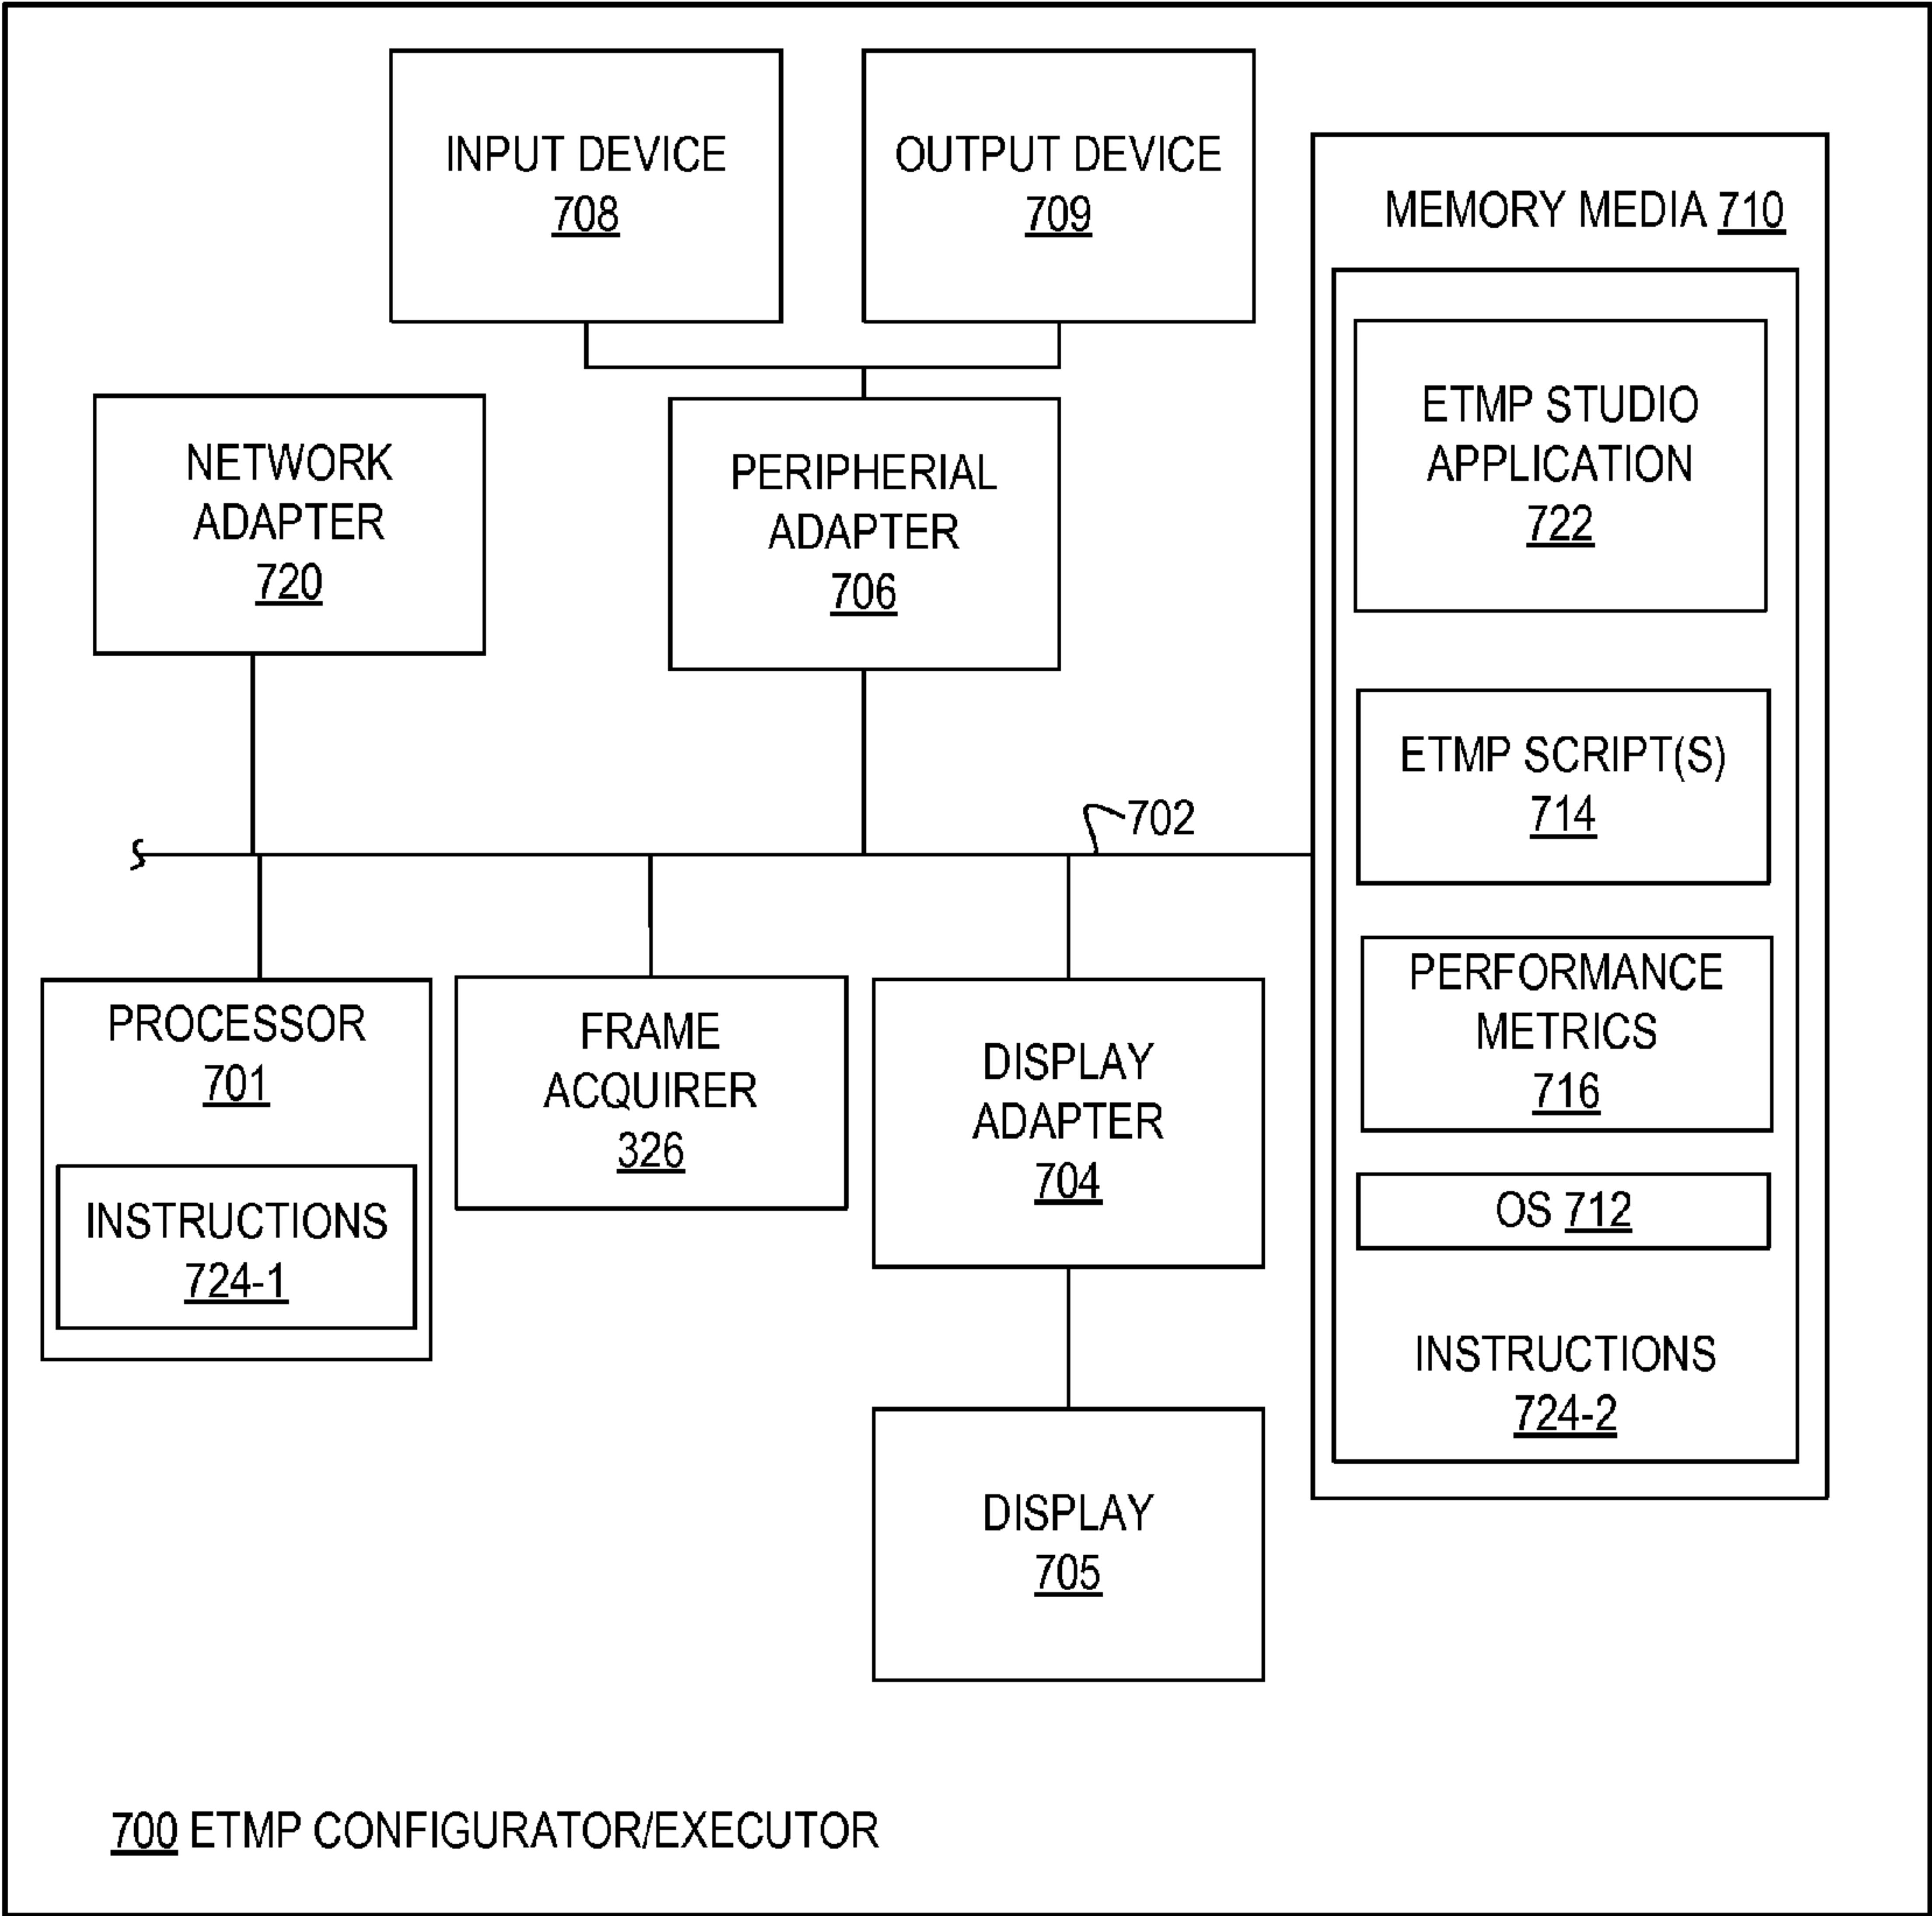 INPUT DEVICE
708
OUTPUT DEVICE
709
MEMORY MEDIA 710
ETMP STUDIO
APPLICATION
722
NETWORK
ADAPTER
720
PERIPHERIAL
ADAPTER
706
ETMP SCRIPT(S)
714
702
PERFORMANCE
METRICS
716
PROCESSOR
701
INSTRUCTIONS
724-1
FRAME
ACQUIRER
326
DISPLAY
ADAPTER
704
OS 712
INSTRUCTIONS
724-2
DISPLAY
705
700 ETMP CONFIGURATOR/EXECUTOR